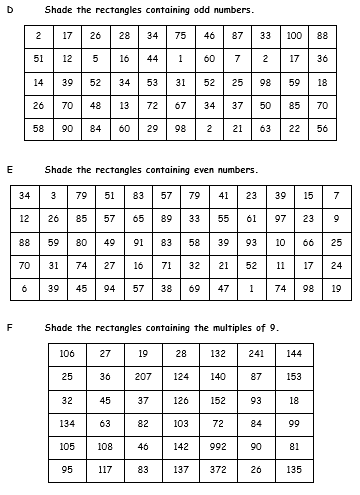 D Shade the rectangles containing odd numbers.
2 17 26 28 34 75 46 87 33 100 88
51 12 5 16 44 1 60 7 2 17 36
14 39 52 34 53 31 52 25 98 59 18
26 70 48 13 72 67 34 37 50 85 70
58 90 84 60 29 98 2 21 63 22 56
E Shade the rectangles containing even numbers.
34 3 79 51 83 57 79 41 23 39 15 7
12 26 85 57 65 89 33 55 61 97 23 9
88 59 80 49 91 83 58 39 93 10 66 25
70 31 74 27 16 71 32 21 52 11 17 24
6 39 45 94 57 38 69 47 1 74 98 19
F Shade the rectangles containing the multiples of 9.
106 27 19 28 132 241 144
25 36 207 124 140 87 153
32 45 37 126 152 93 18
134 63 82 103 72 84 99
105 108 46 142 992 90 81
95 117 83 137 372 26 135